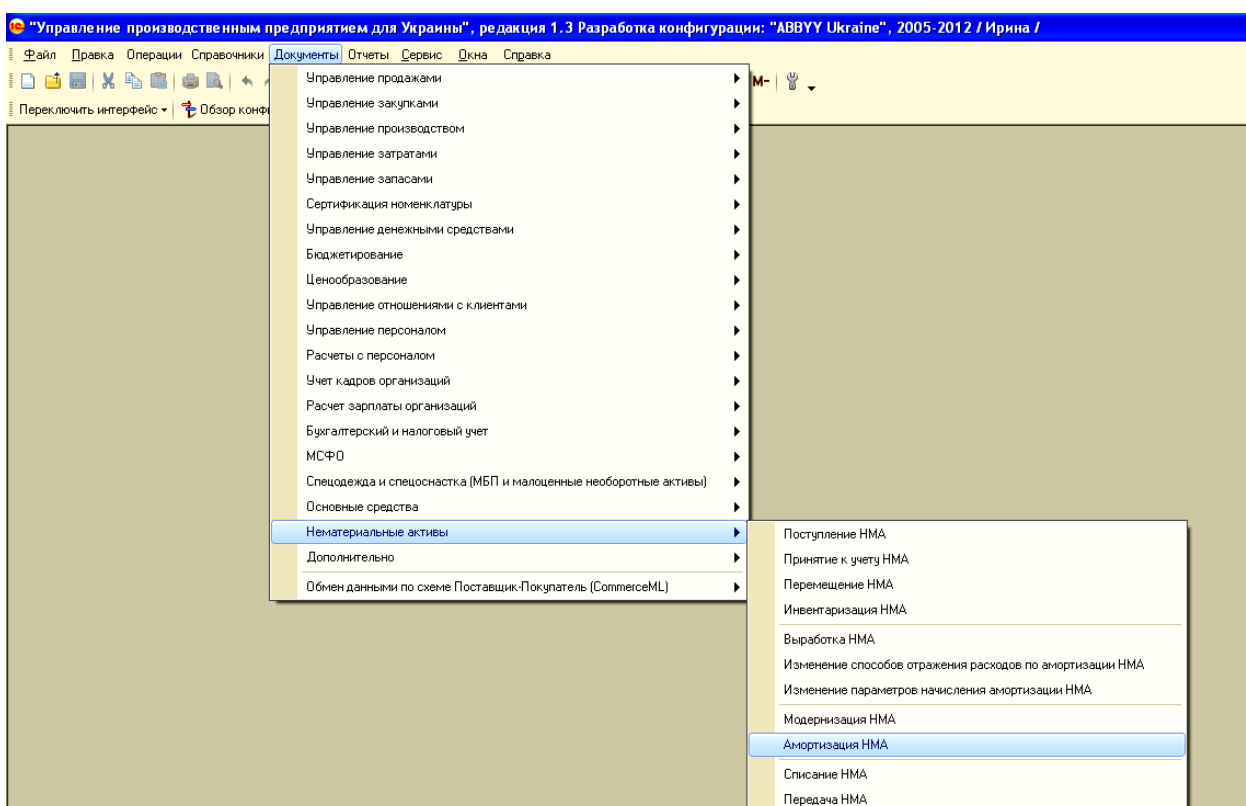 "Управление производственным предприятием для Украины", редакция 1.3 Разработка конфигурации: "ABBYY Ukraine", 2005-2012 / Ирина /
Файл Правка Операции Справочники Документы Отчеты Сервис Окна Справка
M-
Переключить интерфейс Обзор конфи
Управление продажами
Управление закупками
Управление производством
Управление затратами
Управление запасами
Сертификация номенклатуры
Управление денежными средствами
Бюджетирование
Ценообразование
Управление отношениями с клиентами
Управление персоналом
Расчеты с персоналом
Учет кадров организаций
Расчет зарплаты организаций
Бухгалтерский и налоговый учет
МСФО
Спецодежда и спецоснастка (МБП и малоценные необоротные активы)
Основные средства
Нематериальные активы
Дополнительно
Обмен данными по схеме Поставщик-Покупатель (CommerceML)
Поступление НМА
Принятие к учету НМА
Перемещение НМА
Инвентаризация НМА
Выработка НМА
Изменение способов отражения расходов по амортизации НМА
Изменение параметров начисления амортизации НМА
Модернизация НМА
Амортизация НМА
Списание НМА
Передача НМА